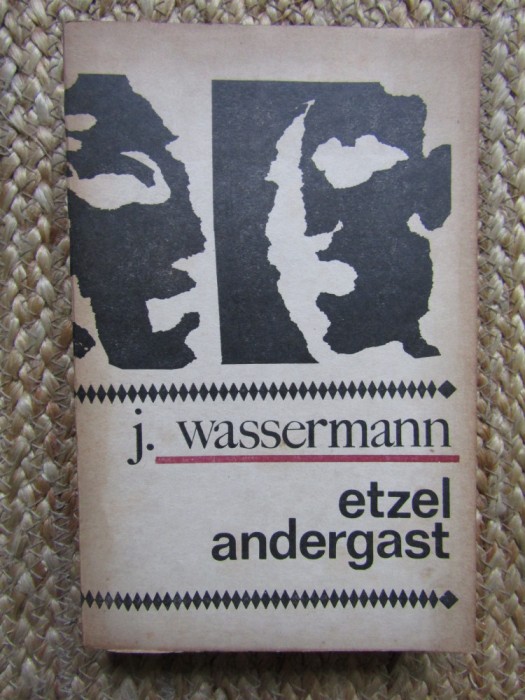 j. wassermann
etzel
andergast